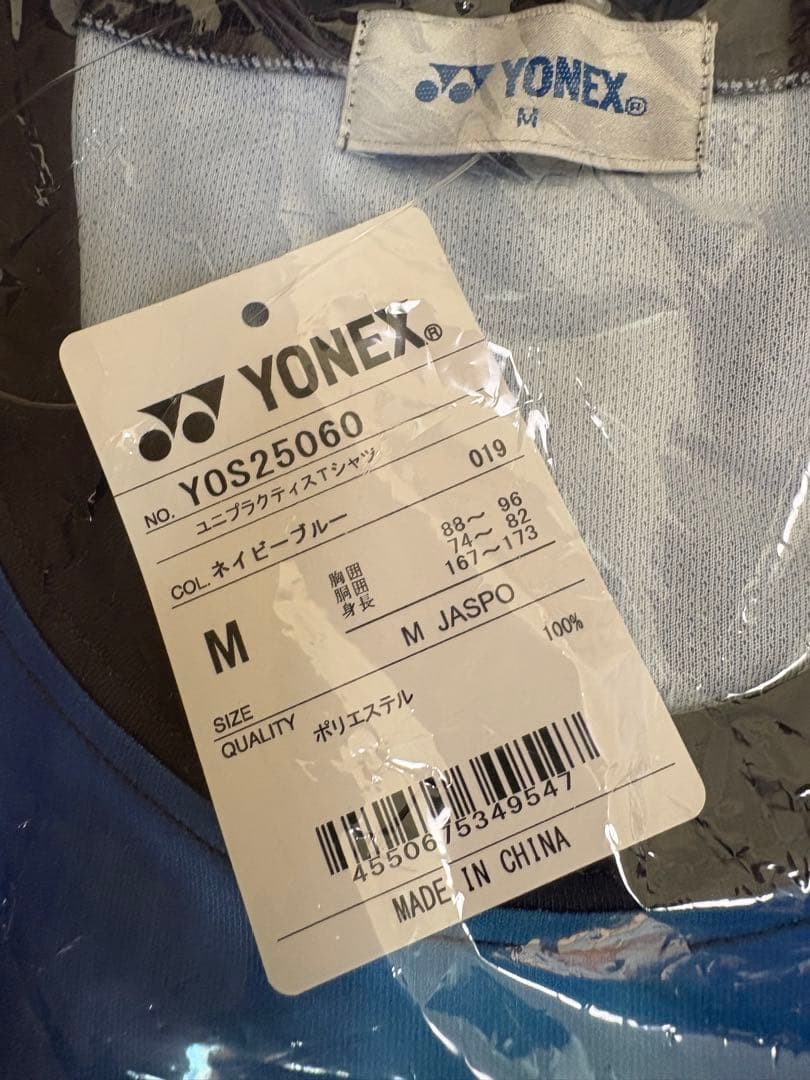 YONEX®
M
YONEX®
NO. YOS25060
ユニプラクティスTシャツ
COL. ネイビーブルー 019
胸囲 88〜 96
胴囲 74〜 82
身長 167〜173
M
SIZE
M JASPO
QUALITY
ポリエステル 100%
4550675349547
MADE IN CHINA